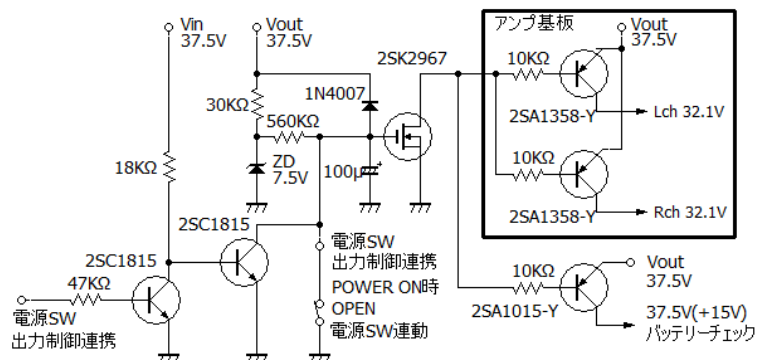 アンプ基板
Vin
37.5V
Vout
37.5V
Vout
37.5V
2SK2967
10KΩ
1N4007
30KΩ
560KΩ
2SA1358-Y
Lch 32.1V
ZD
7.5V
100μ
+
18KΩ
10KΩ
2SA1358-Y
Rch 32.1V
2SC1815
2SC1815
電源SW
出力制御連携
47KΩ
POWER ON時
OPEN
電源SW連動
10KΩ
Vout
37.5V
2SA1015-Y
電源SW
出力制御連携
37.5V(+15V)
バッテリーチェック